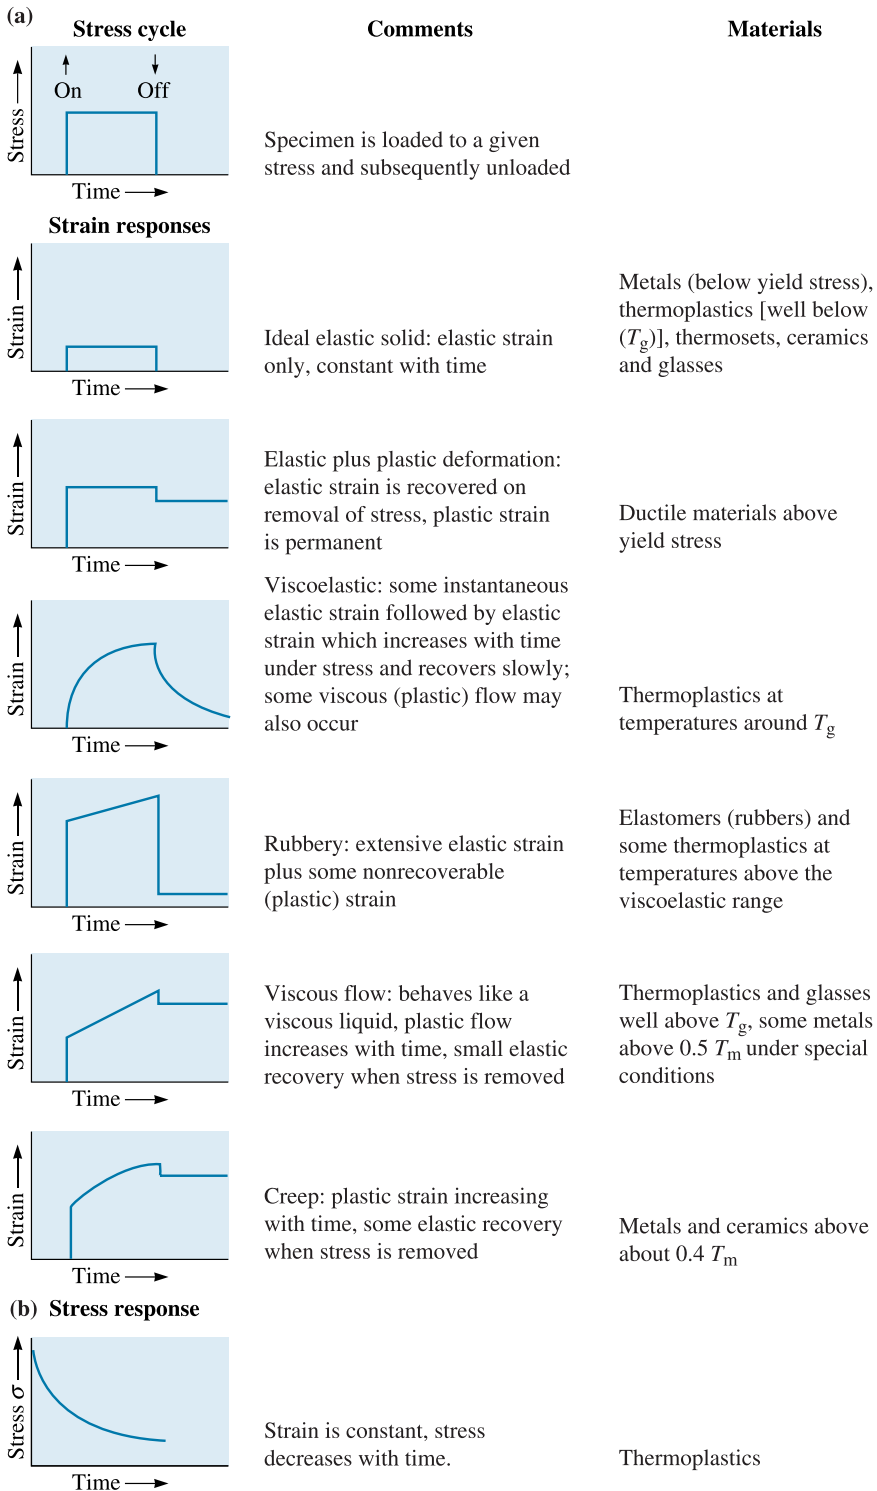 (a)
Stress cycle
Comments
Materials
Stress
On
Off
Time
Specimen is loaded to a given
stress and subsequently unloaded
Strain responses
Strain
Time
Ideal elastic solid: elastic strain
only, constant with time
Metals (below yield stress),
thermoplastics [well below
(Tg)], thermosets, ceramics
and glasses
Strain
Time
Elastic plus plastic deformation:
elastic strain is recovered on
removal of stress, plastic strain
is permanent
Ductile materials above
yield stress
Strain
Time
Viscoelastic: some instantaneous
elastic strain followed by elastic
strain which increases with time
under stress and recovers slowly;
some viscous (plastic) flow may
also occur
Thermoplastics at
temperatures around Tg
Strain
Time
Rubbery: extensive elastic strain
plus some nonrecoverable
(plastic) strain
Elastomers (rubbers) and
some thermoplastics at
temperatures above the
viscoelastic range
Strain
Time
Viscous flow: behaves like a
viscous liquid, plastic flow
increases with time, small elastic
recovery when stress is removed
Thermoplastics and glasses
well above Tg, some metals
above 0.5 Tm under special
conditions
Strain
Time
Creep: plastic strain increasing
with time, some elastic recovery
when stress is removed
Metals and ceramics above
about 0.4 Tm
(b) Stress response
Stress σ
Time
Strain is constant, stress
decreases with time.
Thermoplastics